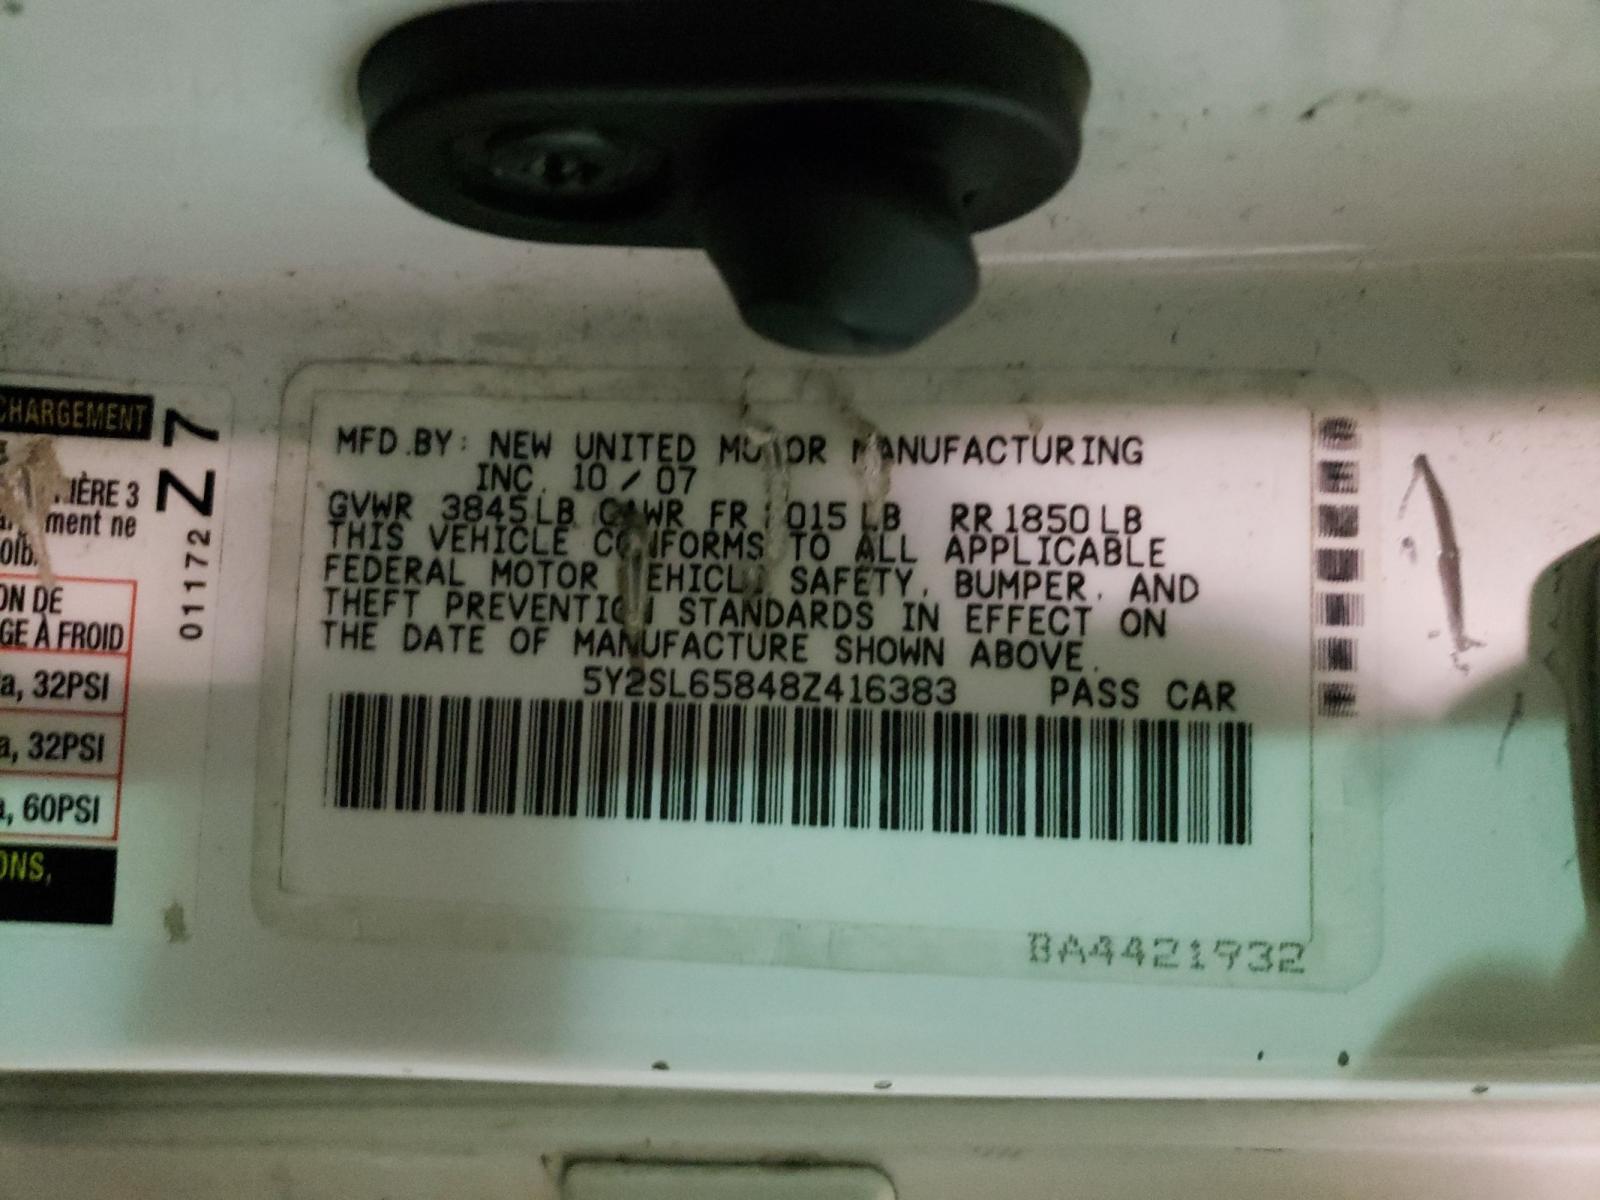 CHARGEMENT
IÈRE 3
ment ne
ON DE
GE À FROID
a, 32PSI
a, 32PSI
a, 60PSI
ONS,
Z7
01172
MFD.BY: NEW UNITED MOTOR MANUFACTURING
INC. 10 / 07
GVWR 3845LB GAWR FR 015 LB RR 1850 LB
THIS VEHICLE CONFORMS TO ALL APPLICABLE
FEDERAL MOTOR VEHICLE SAFETY, BUMPER, AND
THEFT PREVENTION STANDARDS IN EFFECT ON
THE DATE OF MANUFACTURE SHOWN ABOVE.
5Y2SL65848Z416383 PASS CAR
BA4421932